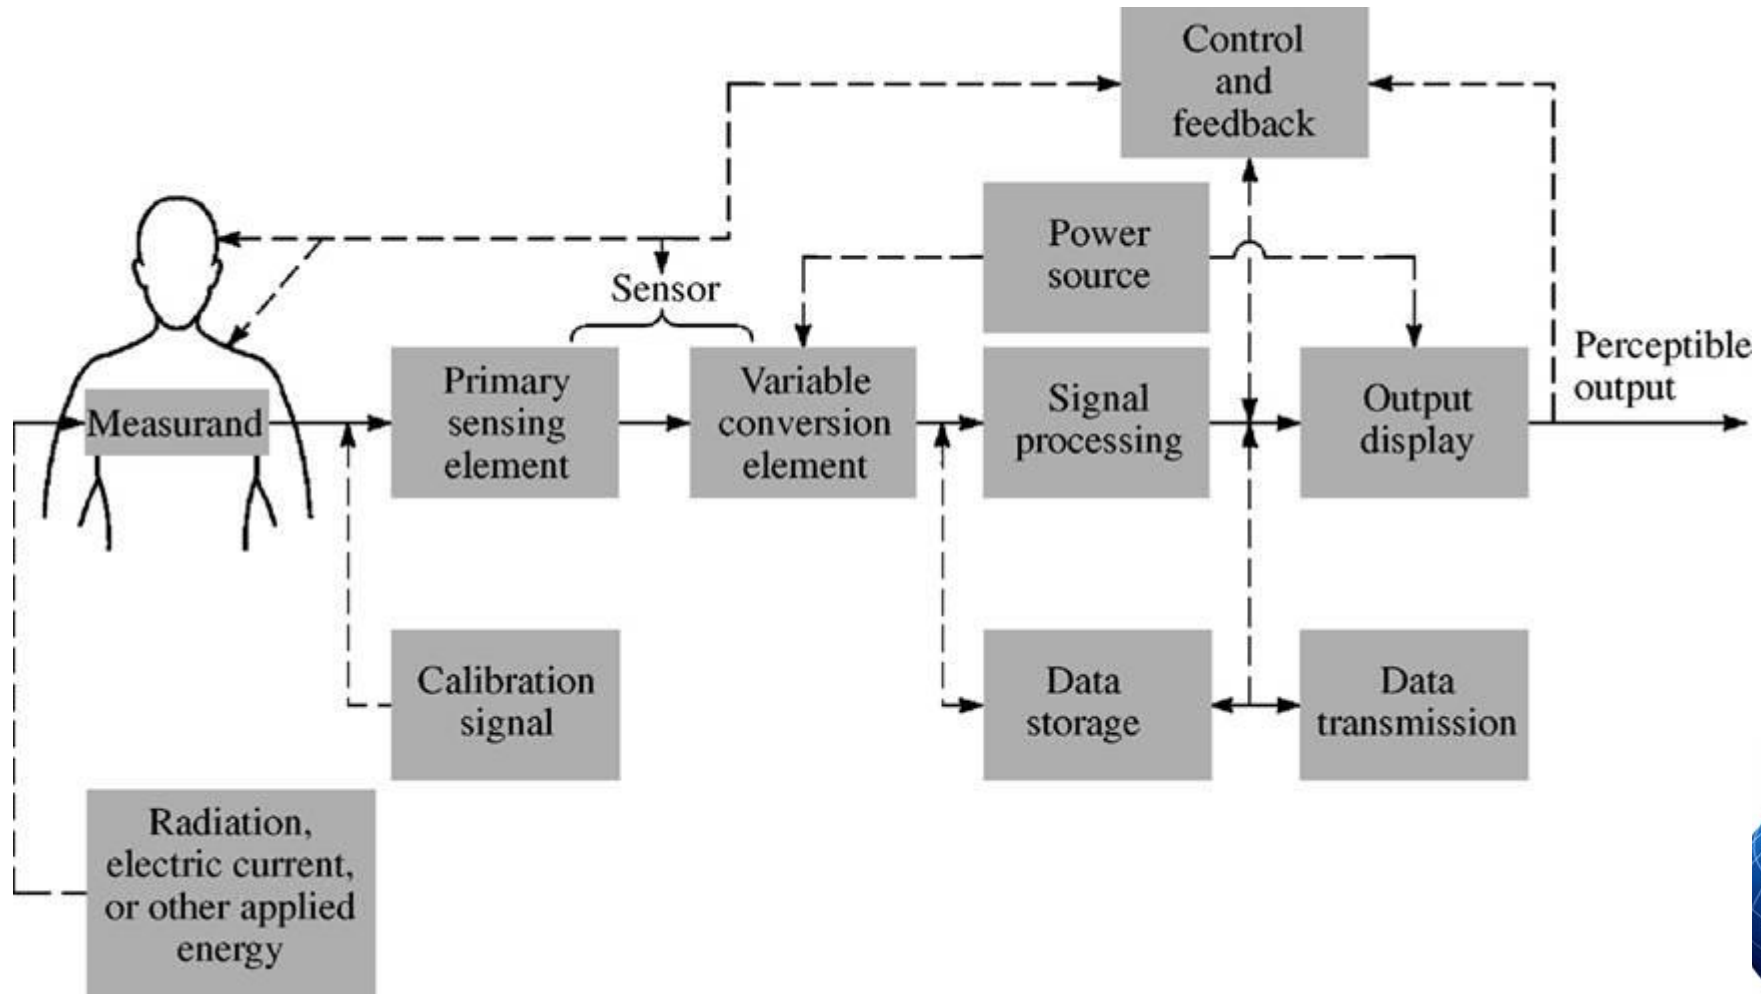 Control
and
feedback
Power
source
Sensor
Perceptible
output
Measurand
Primary
sensing
element
Variable
conversion
element
Signal
processing
Output
display
Calibration
signal
Data
storage
Data
transmission
Radiation,
electric current,
or other applied
energy